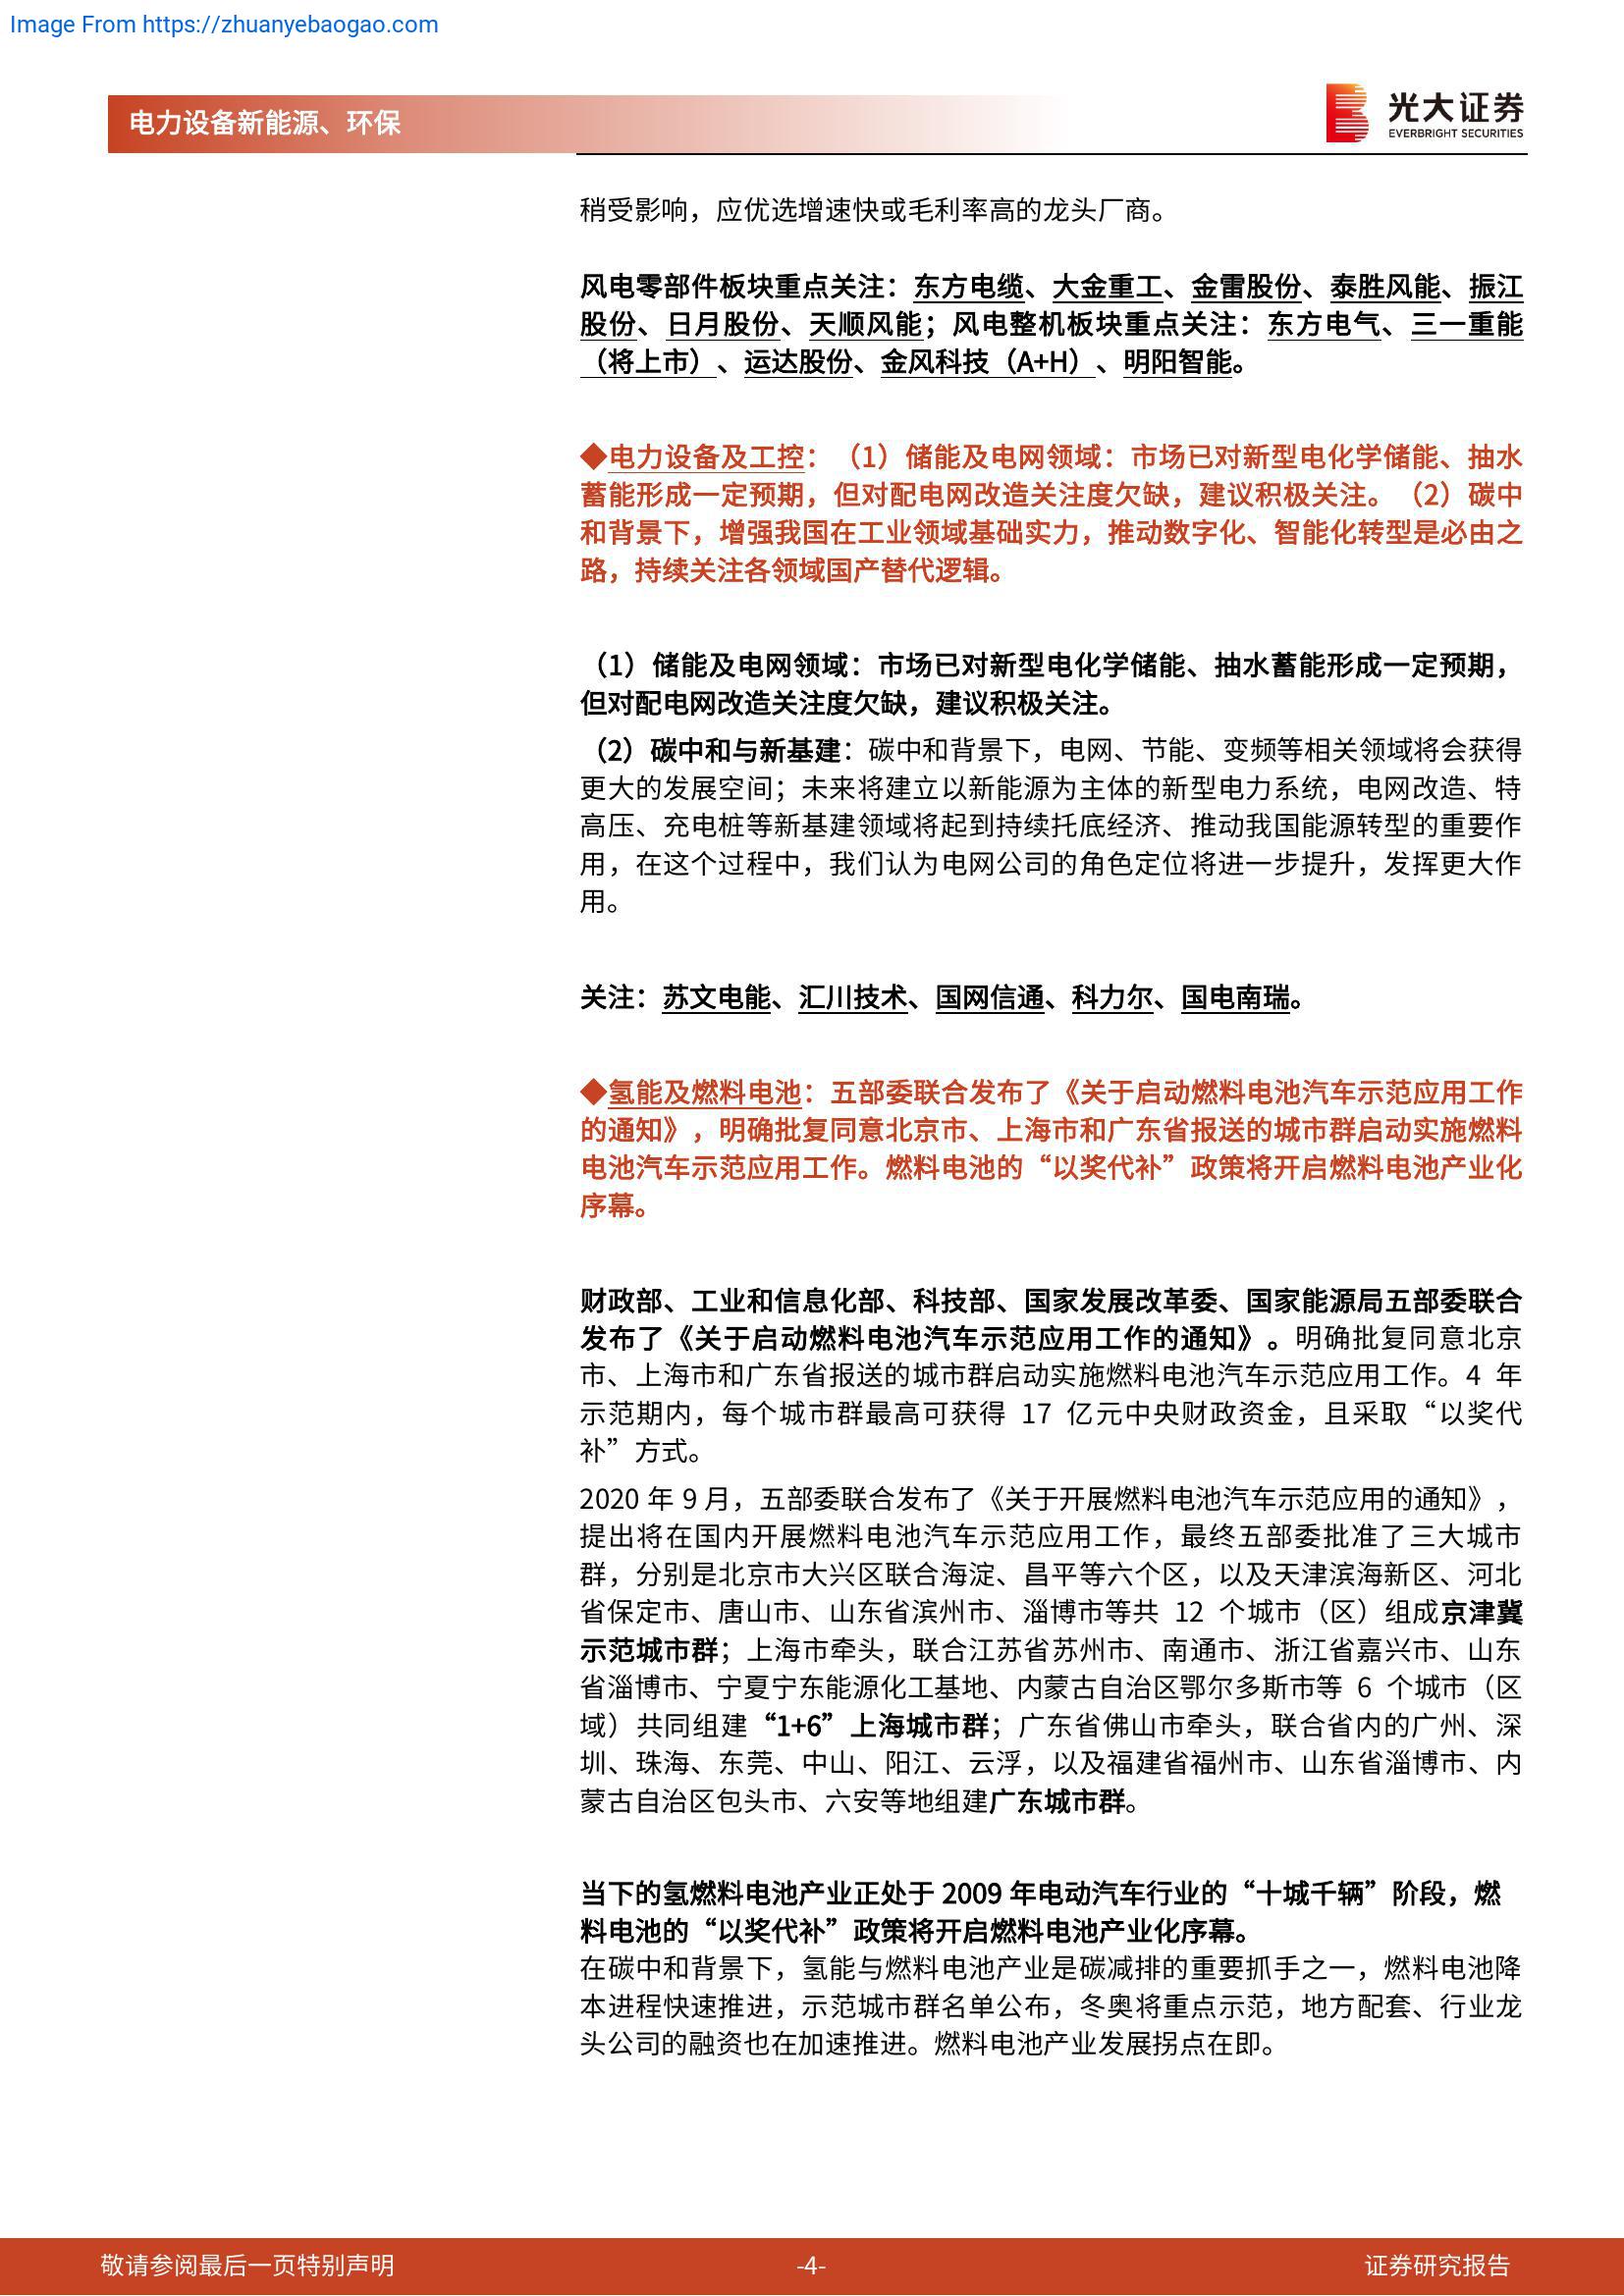 Image From https://zhuanyebaogao.com
电力设备新能源、环保
光大证券
EVERBRIGHT SECURITIES
稍受影响，应优选增速快或毛利率高的龙头厂商。
风电零部件板块重点关注：东方电缆、大金重工、金雷股份、泰胜风能、振江
股份、日月股份、天顺风能；风电整机板块重点关注：东方电气、三一重能
（将上市）、运达股份、金风科技（A+H）、明阳智能。
◆电力设备及工控：（1）储能及电网领域：市场已对新型电化学储能、抽水
蓄能形成一定预期，但对配电网改造关注度欠缺，建议积极关注。（2）碳中
和背景下，增强我国在工业领域基础实力，推动数字化、智能化转型是必由之
路，持续关注各领域国产替代逻辑。
（1）储能及电网领域：市场已对新型电化学储能、抽水蓄能形成一定预期，
但对配电网改造关注度欠缺，建议积极关注。
（2）碳中和与新基建：碳中和背景下，电网、节能、变频等相关领域将会获得
更大的发展空间；未来将建立以新能源为主体的新型电力系统，电网改造、特
高压、充电桩等新基建领域将起到持续托底经济、推动我国能源转型的重要作
用，在这个过程中，我们认为电网公司的角色定位将进一步提升，发挥更大作
用。
关注：苏文电能、汇川技术、国网信通、科力尔、国电南瑞。
◆氢能及燃料电池：五部委联合发布了《关于启动燃料电池汽车示范应用工作
的通知》，明确批复同意北京市、上海市和广东省报送的城市群启动实施燃料
电池汽车示范应用工作。燃料电池的“以奖代补”政策将开启燃料电池产业化
序幕。
财政部、工业和信息化部、科技部、国家发展改革委、国家能源局五部委联合
发布了《关于启动燃料电池汽车示范应用工作的通知》。明确批复同意北京
市、上海市和广东省报送的城市群启动实施燃料电池汽车示范应用工作。4 年
示范期内，每个城市群最高可获得 17 亿元中央财政资金，且采取“以奖代
补”方式。
2020 年 9 月，五部委联合发布了《关于开展燃料电池汽车示范应用的通知》，
提出将在国内开展燃料电池汽车示范应用工作，最终五部委批准了三大城市
群，分别是北京市大兴区联合海淀、昌平等六个区，以及天津滨海新区、河北
省保定市、唐山市、山东省滨州市、淄博市等共 12 个城市（区）组成京津冀
示范城市群；上海市牵头，联合江苏省苏州市、南通市、浙江省嘉兴市、山东
省淄博市、宁夏宁东能源化工基地、内蒙古自治区鄂尔多斯市等 6 个城市（区
域）共同组建“1+6”上海城市群；广东省佛山市牵头，联合省内的广州、深
圳、珠海、东莞、中山、阳江、云浮，以及福建省福州市、山东省淄博市、内
蒙古自治区包头市、六安等地组建广东城市群。
当下的氢燃料电池产业正处于 2009 年电动汽车行业的“十城千辆”阶段，燃
料电池的“以奖代补”政策将开启燃料电池产业化序幕。
在碳中和背景下，氢能与燃料电池产业是碳减排的重要抓手之一，燃料电池降
本进程快速推进，示范城市群名单公布，冬奥将重点示范，地方配套、行业龙
头公司的融资也在加速推进。燃料电池产业发展拐点在即。
敬请参阅最后一页特别声明
-4-
证券研究报告